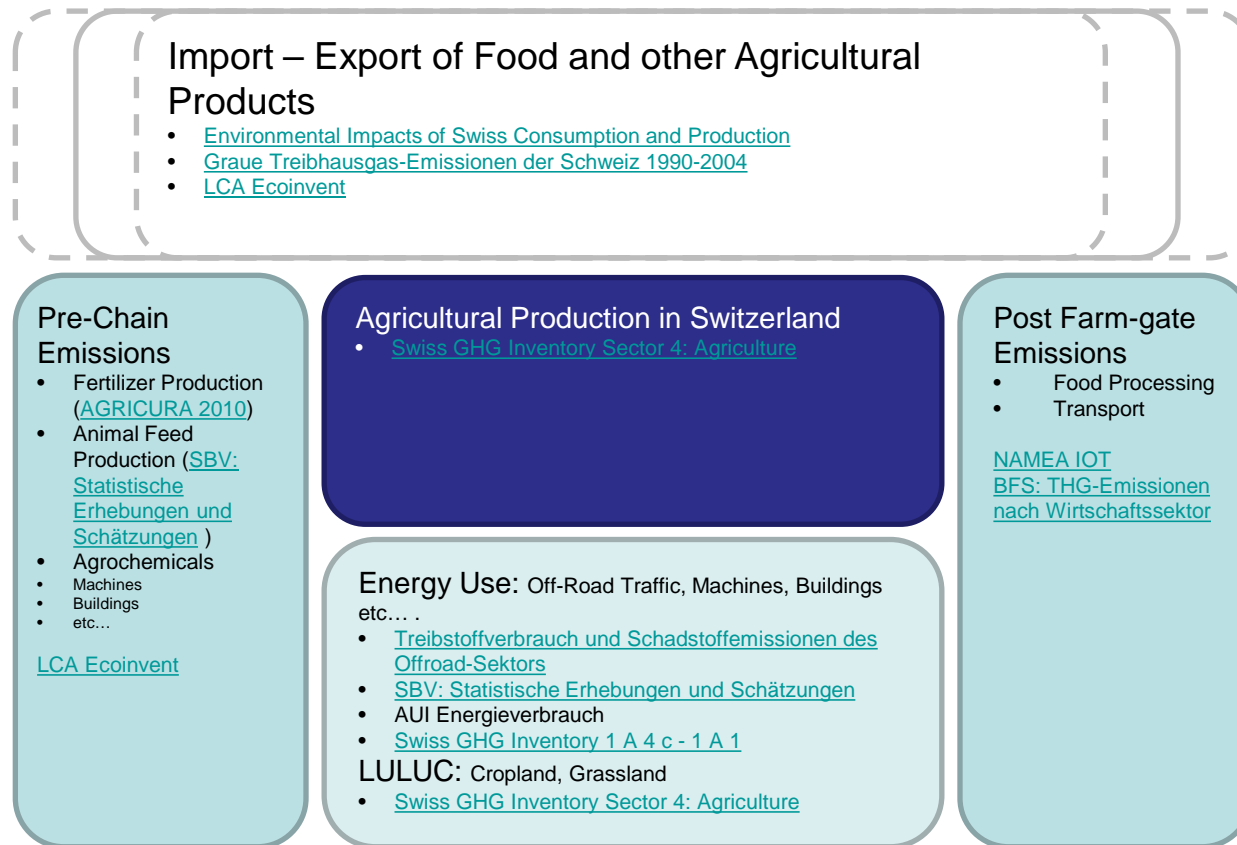 Import – Export of Food and other Agricultural
Products
• Environmental Impacts of Swiss Consumption and Production
• Graue Treibhausgas-Emissionen der Schweiz 1990-2004
• LCA Ecoinvent
Pre-Chain
Emissions
• Fertilizer Production
(AGRICURA 2010)
• Animal Feed
Production (SBV:
Statistische
Erhebungen und
Schätzungen )
• Agrochemicals
• Machines
• Buildings
• etc…
LCA Ecoinvent
Agricultural Production in Switzerland
• Swiss GHG Inventory Sector 4: Agriculture
Energy Use: Off-Road Traffic, Machines, Buildings
etc… .
• Treibstoffverbrauch und Schadstoffemissionen des
Offroad-Sektors
• SBV: Statistische Erhebungen und Schätzungen
• AUI Energieverbrauch
• Swiss GHG Inventory 1 A 4 c - 1 A 1
LULUC: Cropland, Grassland
• Swiss GHG Inventory Sector 4: Agriculture
Post Farm-gate
Emissions
• Food Processing
• Transport
NAMEA IOT
BFS: THG-Emissionen
nach Wirtschaftssektor